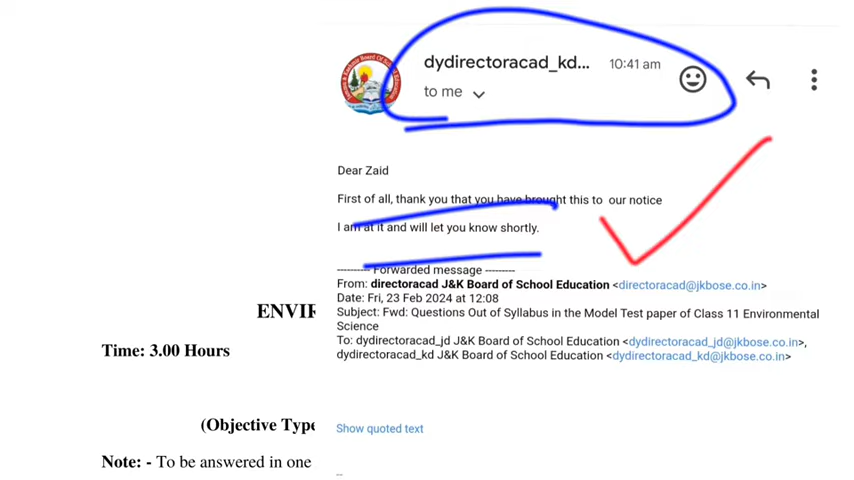 dydirectoracad_kd... 10:41 am
to me
Dear Zaid
First of all, thank you that you have brought this to our notice
I am at it and will let you know shortly.
---------- Forwarded message ---------
From: directoracad J&K Board of School Education <directoracad@jkbose.co.in>
Date: Fri, 23 Feb 2024 at 12:08
Subject: Fwd: Questions Out of Syllabus in the Model Test paper of Class 11 Environmental
Science
To: dydirectoracad_jd J&K Board of School Education <dydirectoracad_jd@jkbose.co.in>,
dydirectoracad_kd J&K Board of School Education <dydirectoracad_kd@jkbose.co.in>
Show quoted text
--
ENVIR
Time: 3.00 Hours
(Objective Type
Note: - To be answered in one